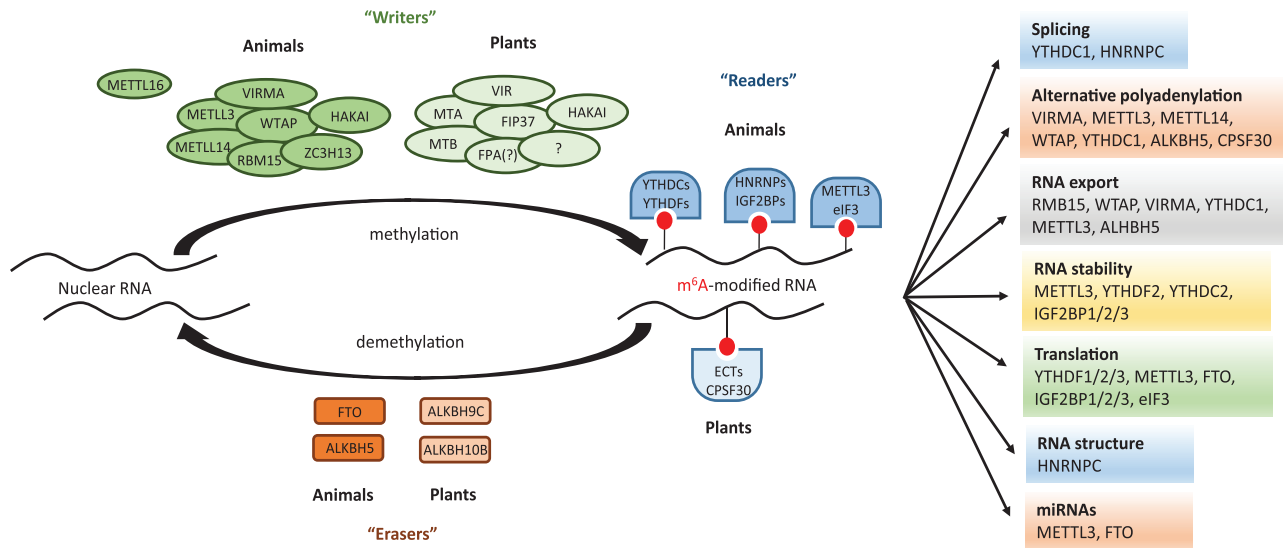 “Writers”
Animals
Plants
METTL16
VIRMA
METLL3
WTAP
HAKAI
METLL14
RBM15
ZC3H13
VIR
MTA
FIP37
HAKAI
MTB
FPA(?)
?
“Readers”
Animals
YTHDCs
YTHDFs
HNRNPs
IGF2BPs
METTL3
eIF3
methylation
Nuclear RNA
m⁶A-modified RNA
demethylation
ECTs
CPSF30
Plants
FTO
ALKBH9C
ALKBH5
ALKBH10B
Animals
Plants
“Erasers”
Splicing
YTHDC1, HNRNPC
Alternative polyadenylation
VIRMA, METTL3, METTL14,
WTAP, YTHDC1, ALKBH5, CPSF30
RNA export
RMB15, WTAP, VIRMA, YTHDC1,
METTL3, ALHBH5
RNA stability
METTL3, YTHDF2, YTHDC2,
IGF2BP1/2/3
Translation
YTHDF1/2/3, METTL3, FTO,
IGF2BP1/2/3, eIF3
RNA structure
HNRNPC
miRNAs
METTL3, FTO